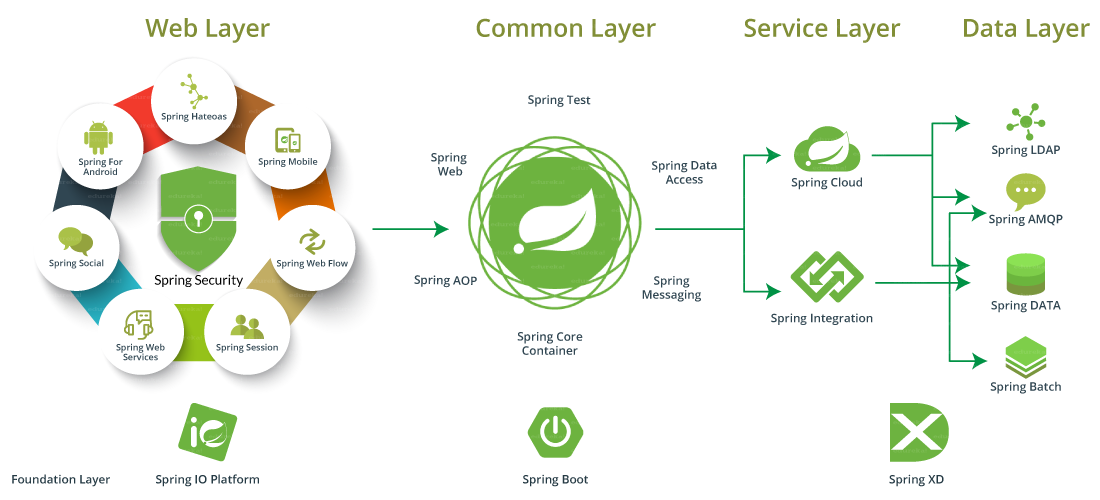 Web Layer
Common Layer
Service Layer
Data Layer
Spring Hateoas
Spring For
Android
Spring Mobile
Spring Social
Spring Security
Spring Web Flow
Spring Web
Services
Spring Session
Spring Test
Spring
Web
Spring Data
Access
Spring AOP
Spring
Messaging
Spring Core
Container
Spring Cloud
Spring Integration
Spring LDAP
Spring AMQP
Spring DATA
Spring Batch
Foundation Layer
iO
Spring IO Platform
Spring Boot
X
Spring XD